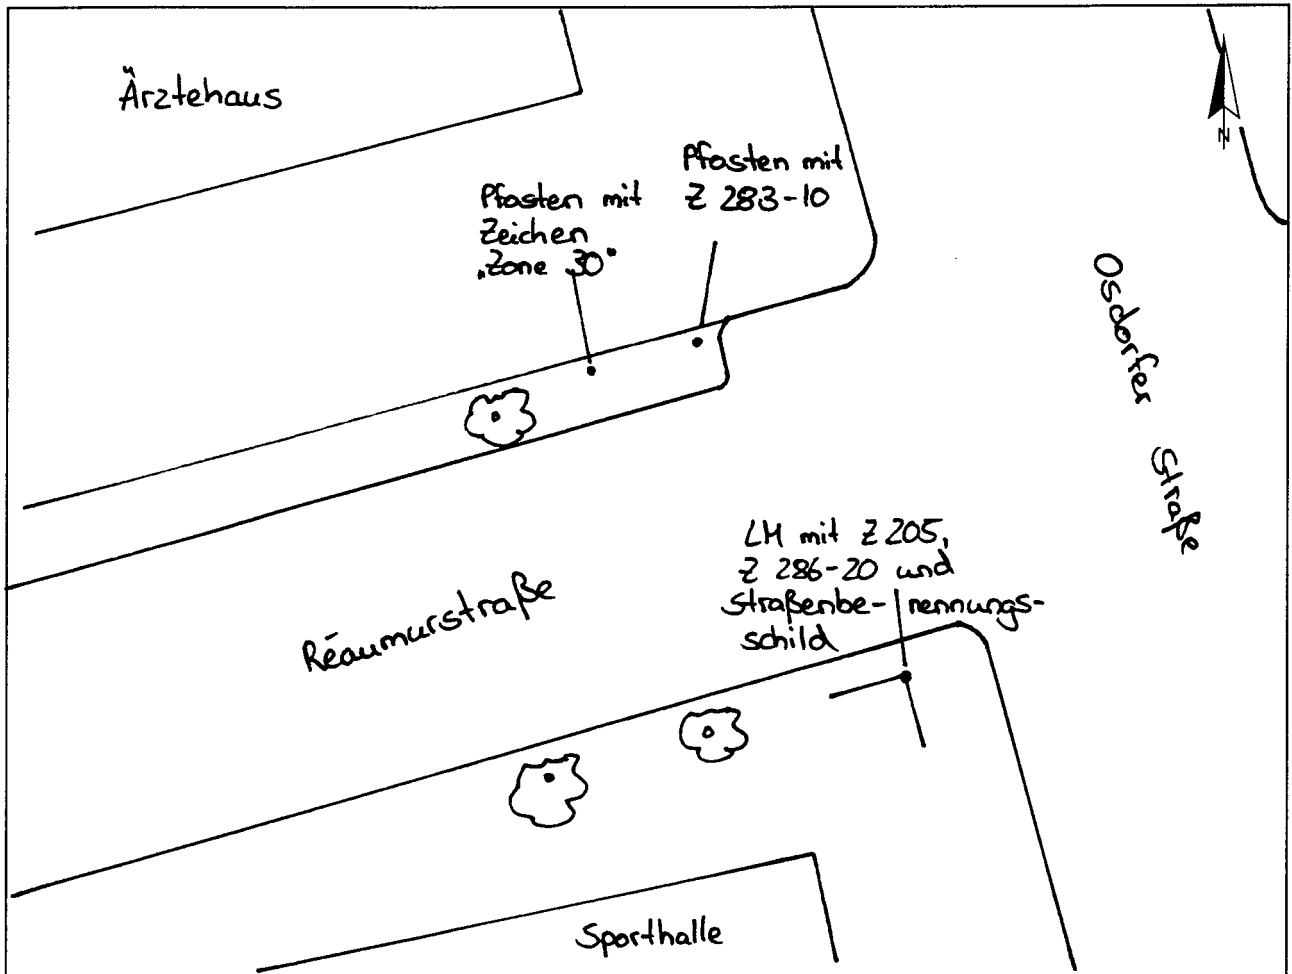 Ärztehaus
N
Pfosten mit
Z 283-10
Pfosten mit
Zeichen
„Zone 30"
Osdorfer Straße
LM mit Z 205,
Z 286-20 und
Straßenbe- nennungs-
schild
Réaumurstraße
Sporthalle